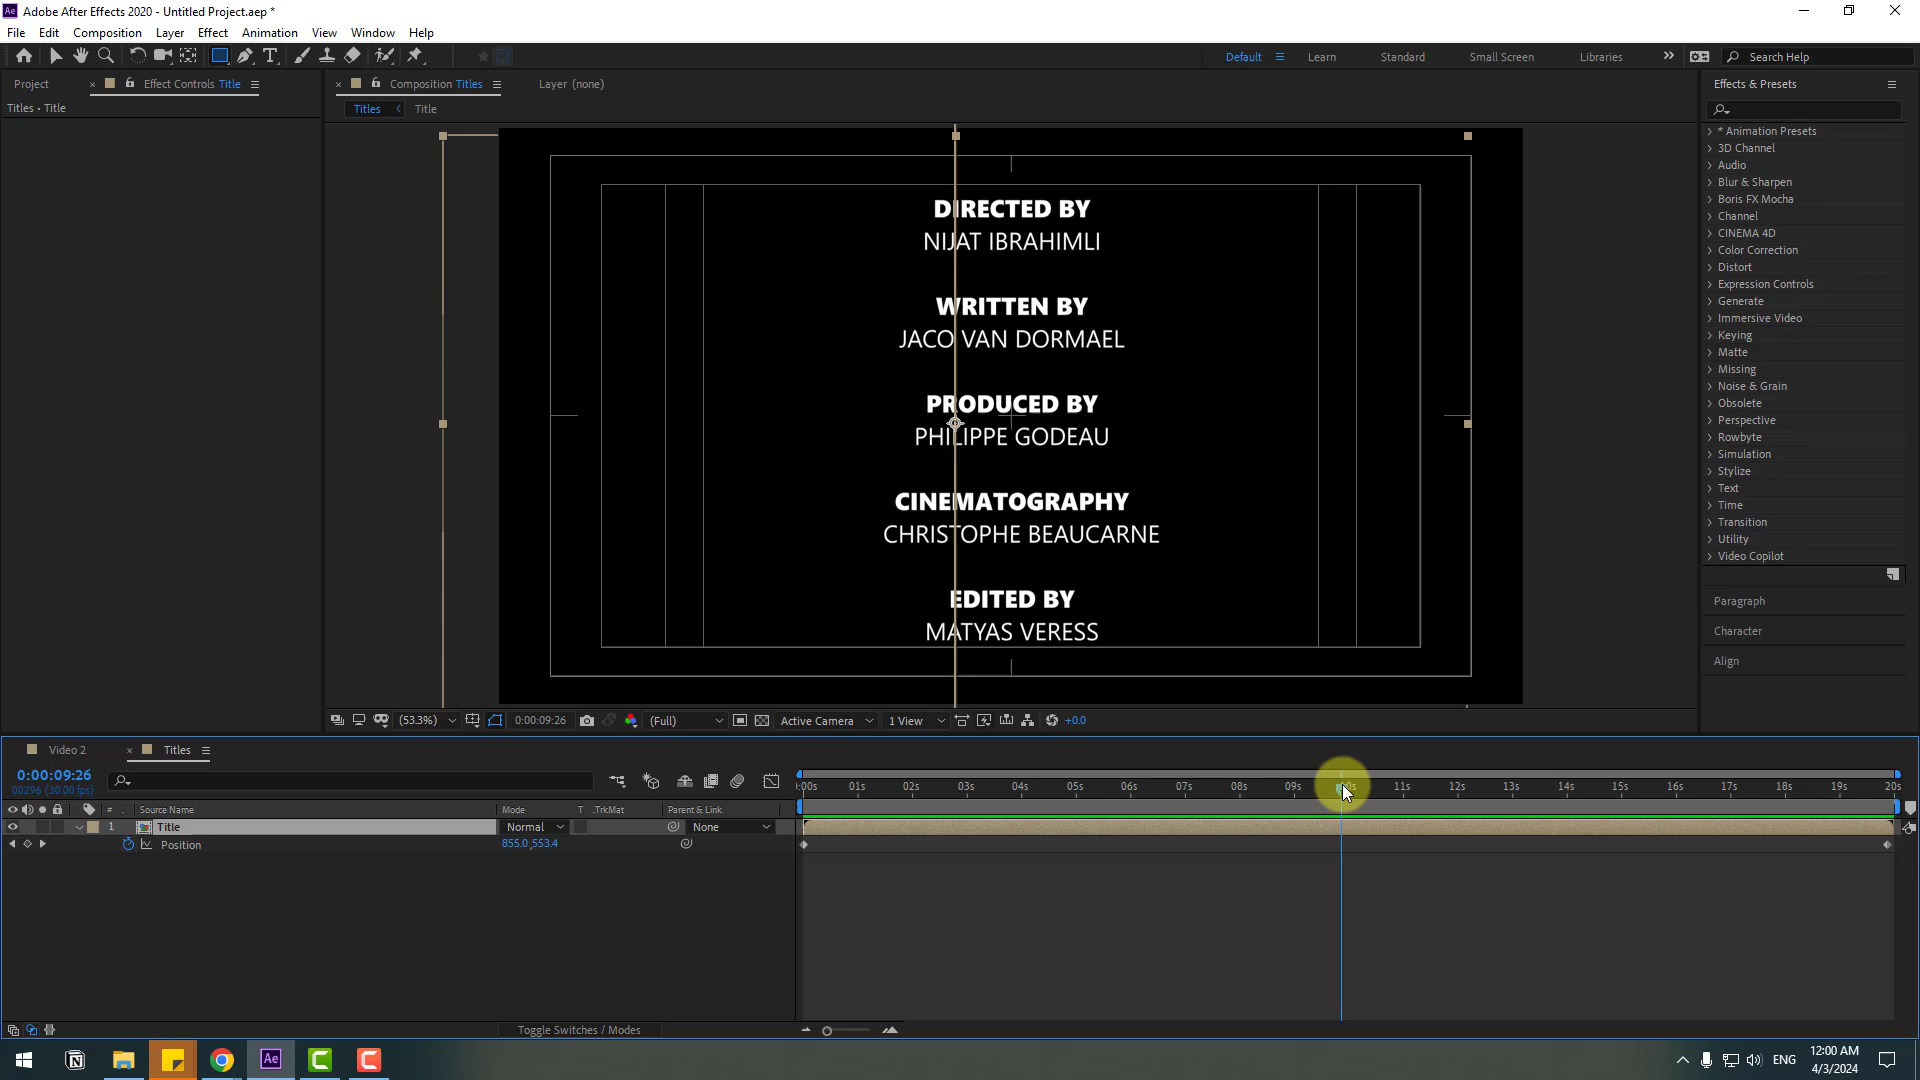 Adobe After Effects 2020 - Untitled Project.aep *
File Edit Composition Layer Effect Animation View Window Help
Default Learn Standard Small Screen Libraries Search Help
Project Effect Controls Title Composition Titles Layer (none) Effects & Presets
Titles • Title
Titles Title
* Animation Presets
3D Channel
Audio
Blur & Sharpen
Boris FX Mocha
Channel
CINEMA 4D
Color Correction
Distort
Expression Controls
Generate
Immersive Video
Keying
Matte
Missing
Noise & Grain
Obsolete
Perspective
Rowbyte
Simulation
Stylize
Text
Time
Transition
Utility
Video Copilot
Paragraph
Character
Align
DIRECTED BY
NIJAT IBRAHIMLI
WRITTEN BY
JACO VAN DORMAEL
PRODUCED BY
PHILIPPE GODEAU
CINEMATOGRAPHY
CHRISTOPHE BEAUCARNE
EDITED BY
MATYAS VERESS
(53.3%) 0:00:09:26 (Full) Active Camera 1 View +0.0
Video 2 Titles
0:00:09:26
00296 (30.00 fps)
:00s 01s 02s 03s 04s 05s 06s 07s 08s 09s 11s 12s 13s 14s 15s 16s 17s 18s 19s 20s
# Source Name Mode T .TrkMat Parent & Link
1 Title Normal None
Position 855.0,553.4
Toggle Switches / Modes
Ae
ENG
12:00 AM
4/3/2024